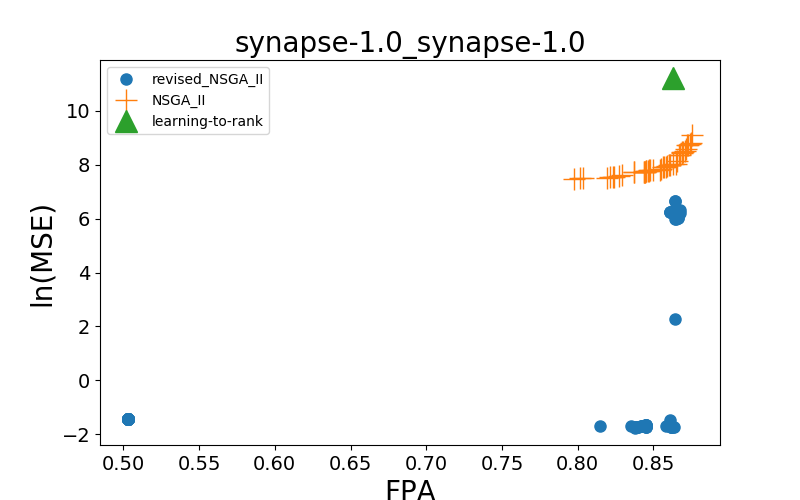 synapse-1.0_synapse-1.0
revised_NSGA_II
NSGA_II
learning-to-rank
ln(MSE)
10
8
6
4
2
0
−2
0.50
0.55
0.60
0.65
0.70
0.75
0.80
0.85
FPA